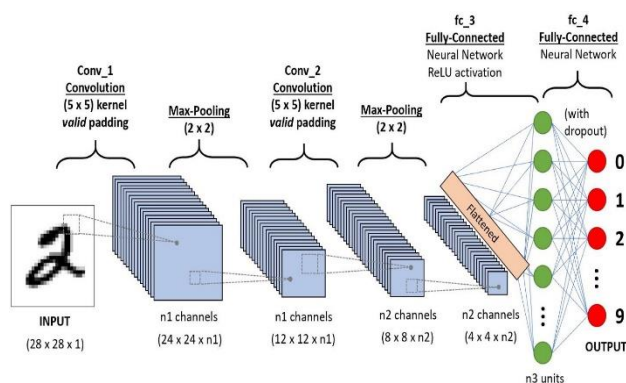 fc_3
Fully-Connected
Neural Network
ReLU activation
fc_4
Fully-Connected
Neural Network
Conv_1
Convolution
(5 x 5) kernel
valid padding
Max-Pooling
(2 x 2)
Conv_2
Convolution
(5 x 5) kernel
valid padding
Max-Pooling
(2 x 2)
(with
dropout)
Flattened
0
1
2
9
INPUT
(28 x 28 x 1)
n1 channels
(24 x 24 x n1)
n1 channels
(12 x 12 x n1)
n2 channels
(8 x 8 x n2)
n2 channels
(4 x 4 x n2)
OUTPUT
n3 units
2